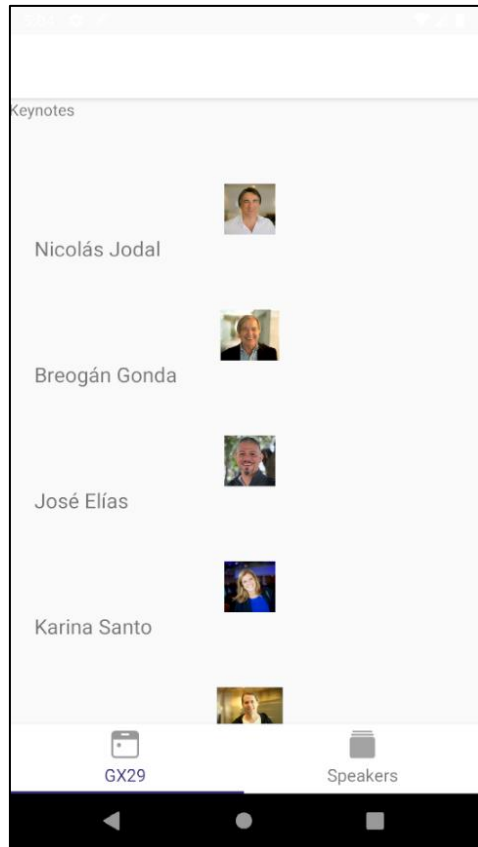 Keynotes
Nicolás Jodal
Breogán Gonda
José Elías
Karina Santo
GX29
Speakers